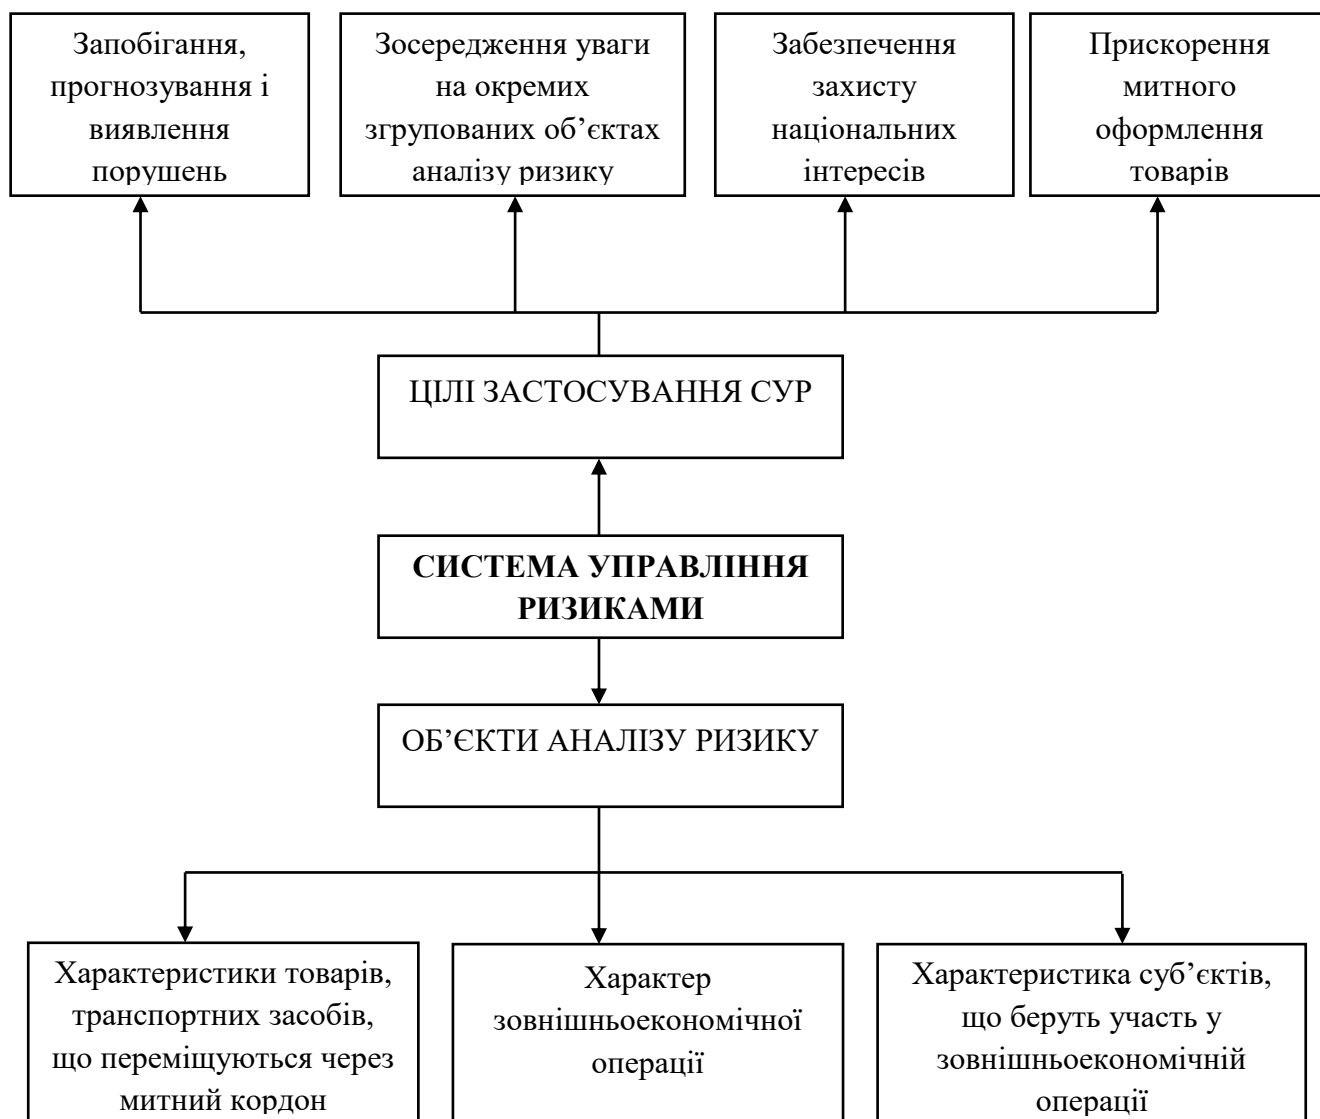 Запобігання,
прогнозування і
виявлення
порушень
Зосередження уваги
на окремих
згрупованих об’єктах
аналізу ризику
Забезпечення
захисту
національних
інтересів
Прискорення
митного
оформлення
товарів
ЦІЛІ ЗАСТОСУВАННЯ СУР
СИСТЕМА УПРАВЛІННЯ
РИЗИКАМИ
ОБ’ЄКТИ АНАЛІЗУ РИЗИКУ
Характеристики товарів,
транспортних засобів,
що переміщуються через
митний кордон
Характер
зовнішньоекономічної
операції
Характеристика суб’єктів,
що беруть участь у
зовнішньоекономічній
операції